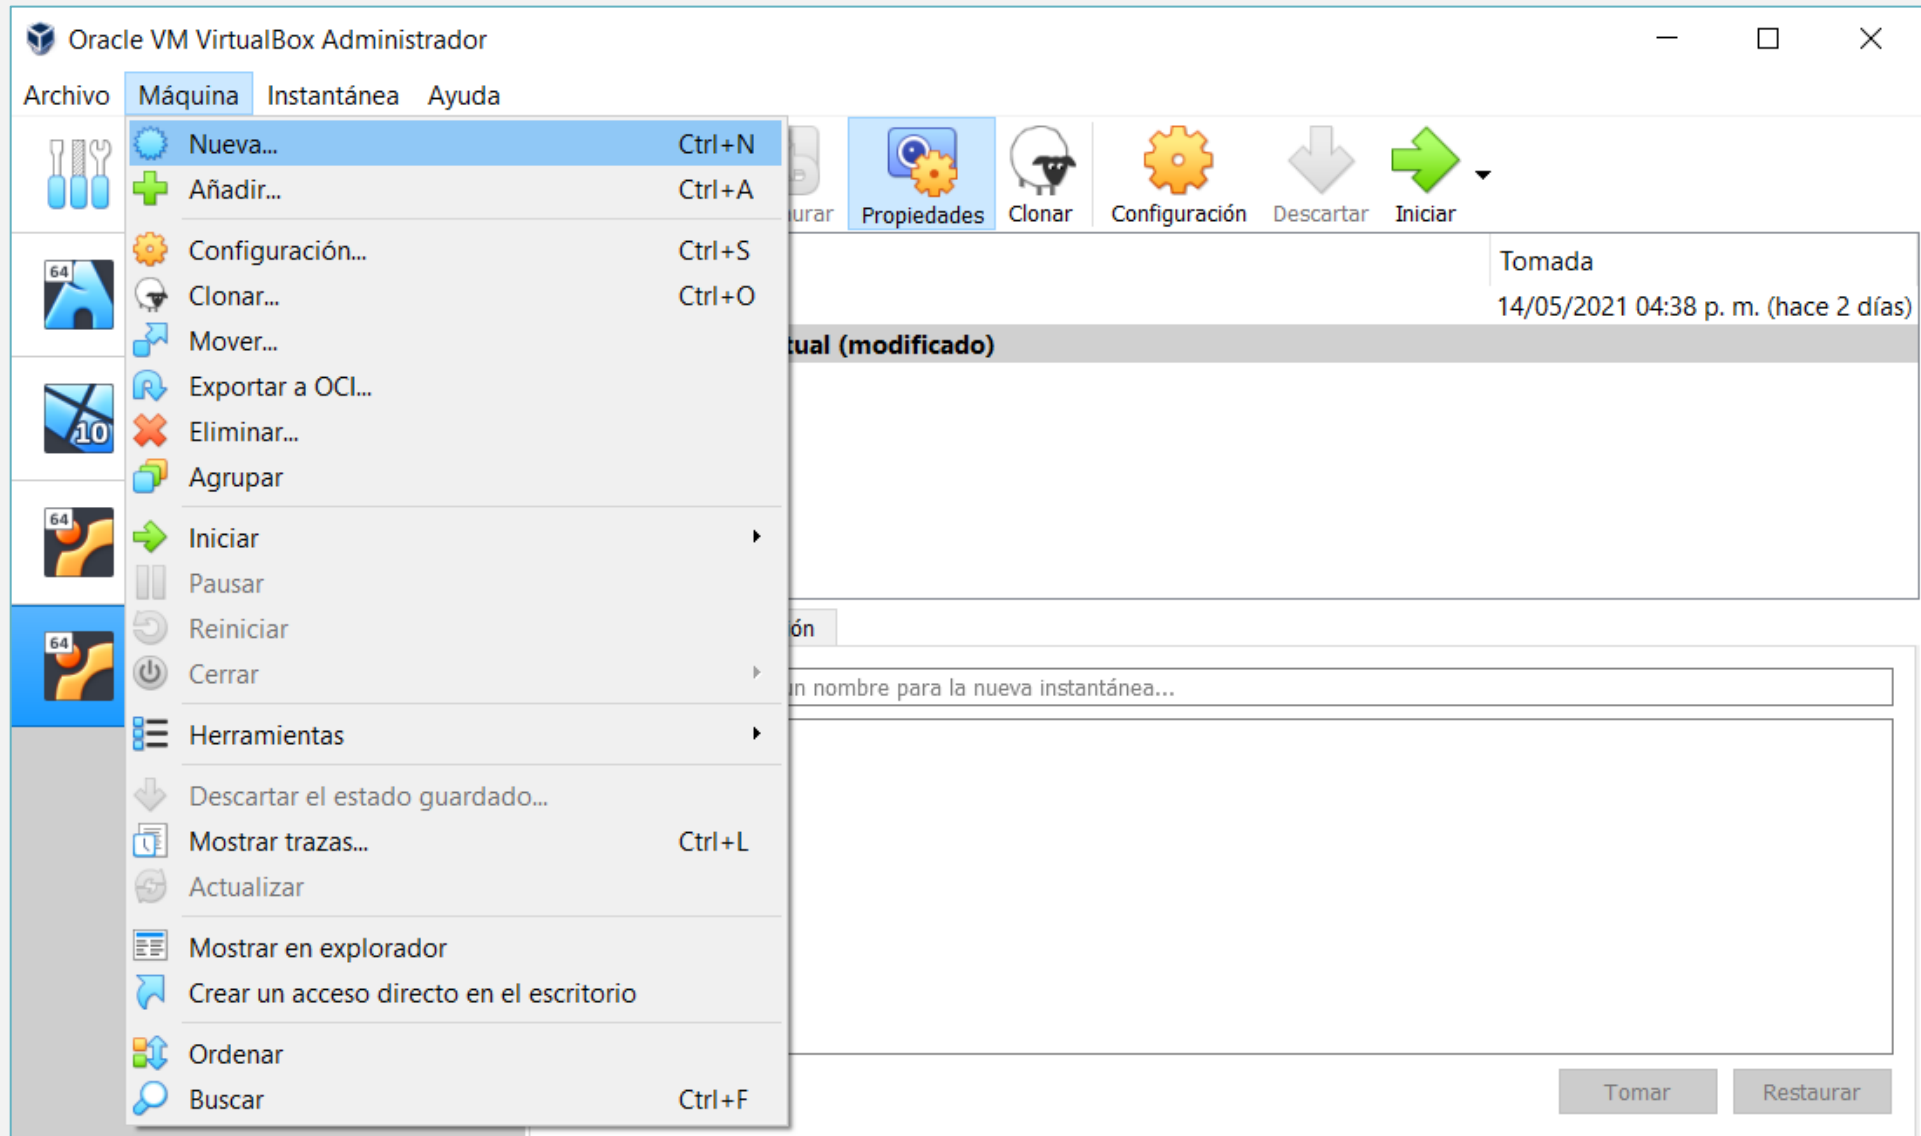 Oracle VM VirtualBox Administrador
Archivo Máquina Instantánea Ayuda
Nueva... Ctrl+N
Añadir... Ctrl+A
Configuración... Ctrl+S
Clonar... Ctrl+O
Mover...
Exportar a OCI...
Eliminar...
Agrupar
Iniciar
Pausar
Reiniciar
Cerrar
Herramientas
Descartar el estado guardado...
Mostrar trazas... Ctrl+L
Actualizar
Mostrar en explorador
Crear un acceso directo en el escritorio
Ordenar
Buscar Ctrl+F
64
10
64
64
urar Propiedades Clonar Configuración Descartar Iniciar
Tomada
14/05/2021 04:38 p. m. (hace 2 días)
tual (modificado)
ión
un nombre para la nueva instantánea...
Tomar Restaurar